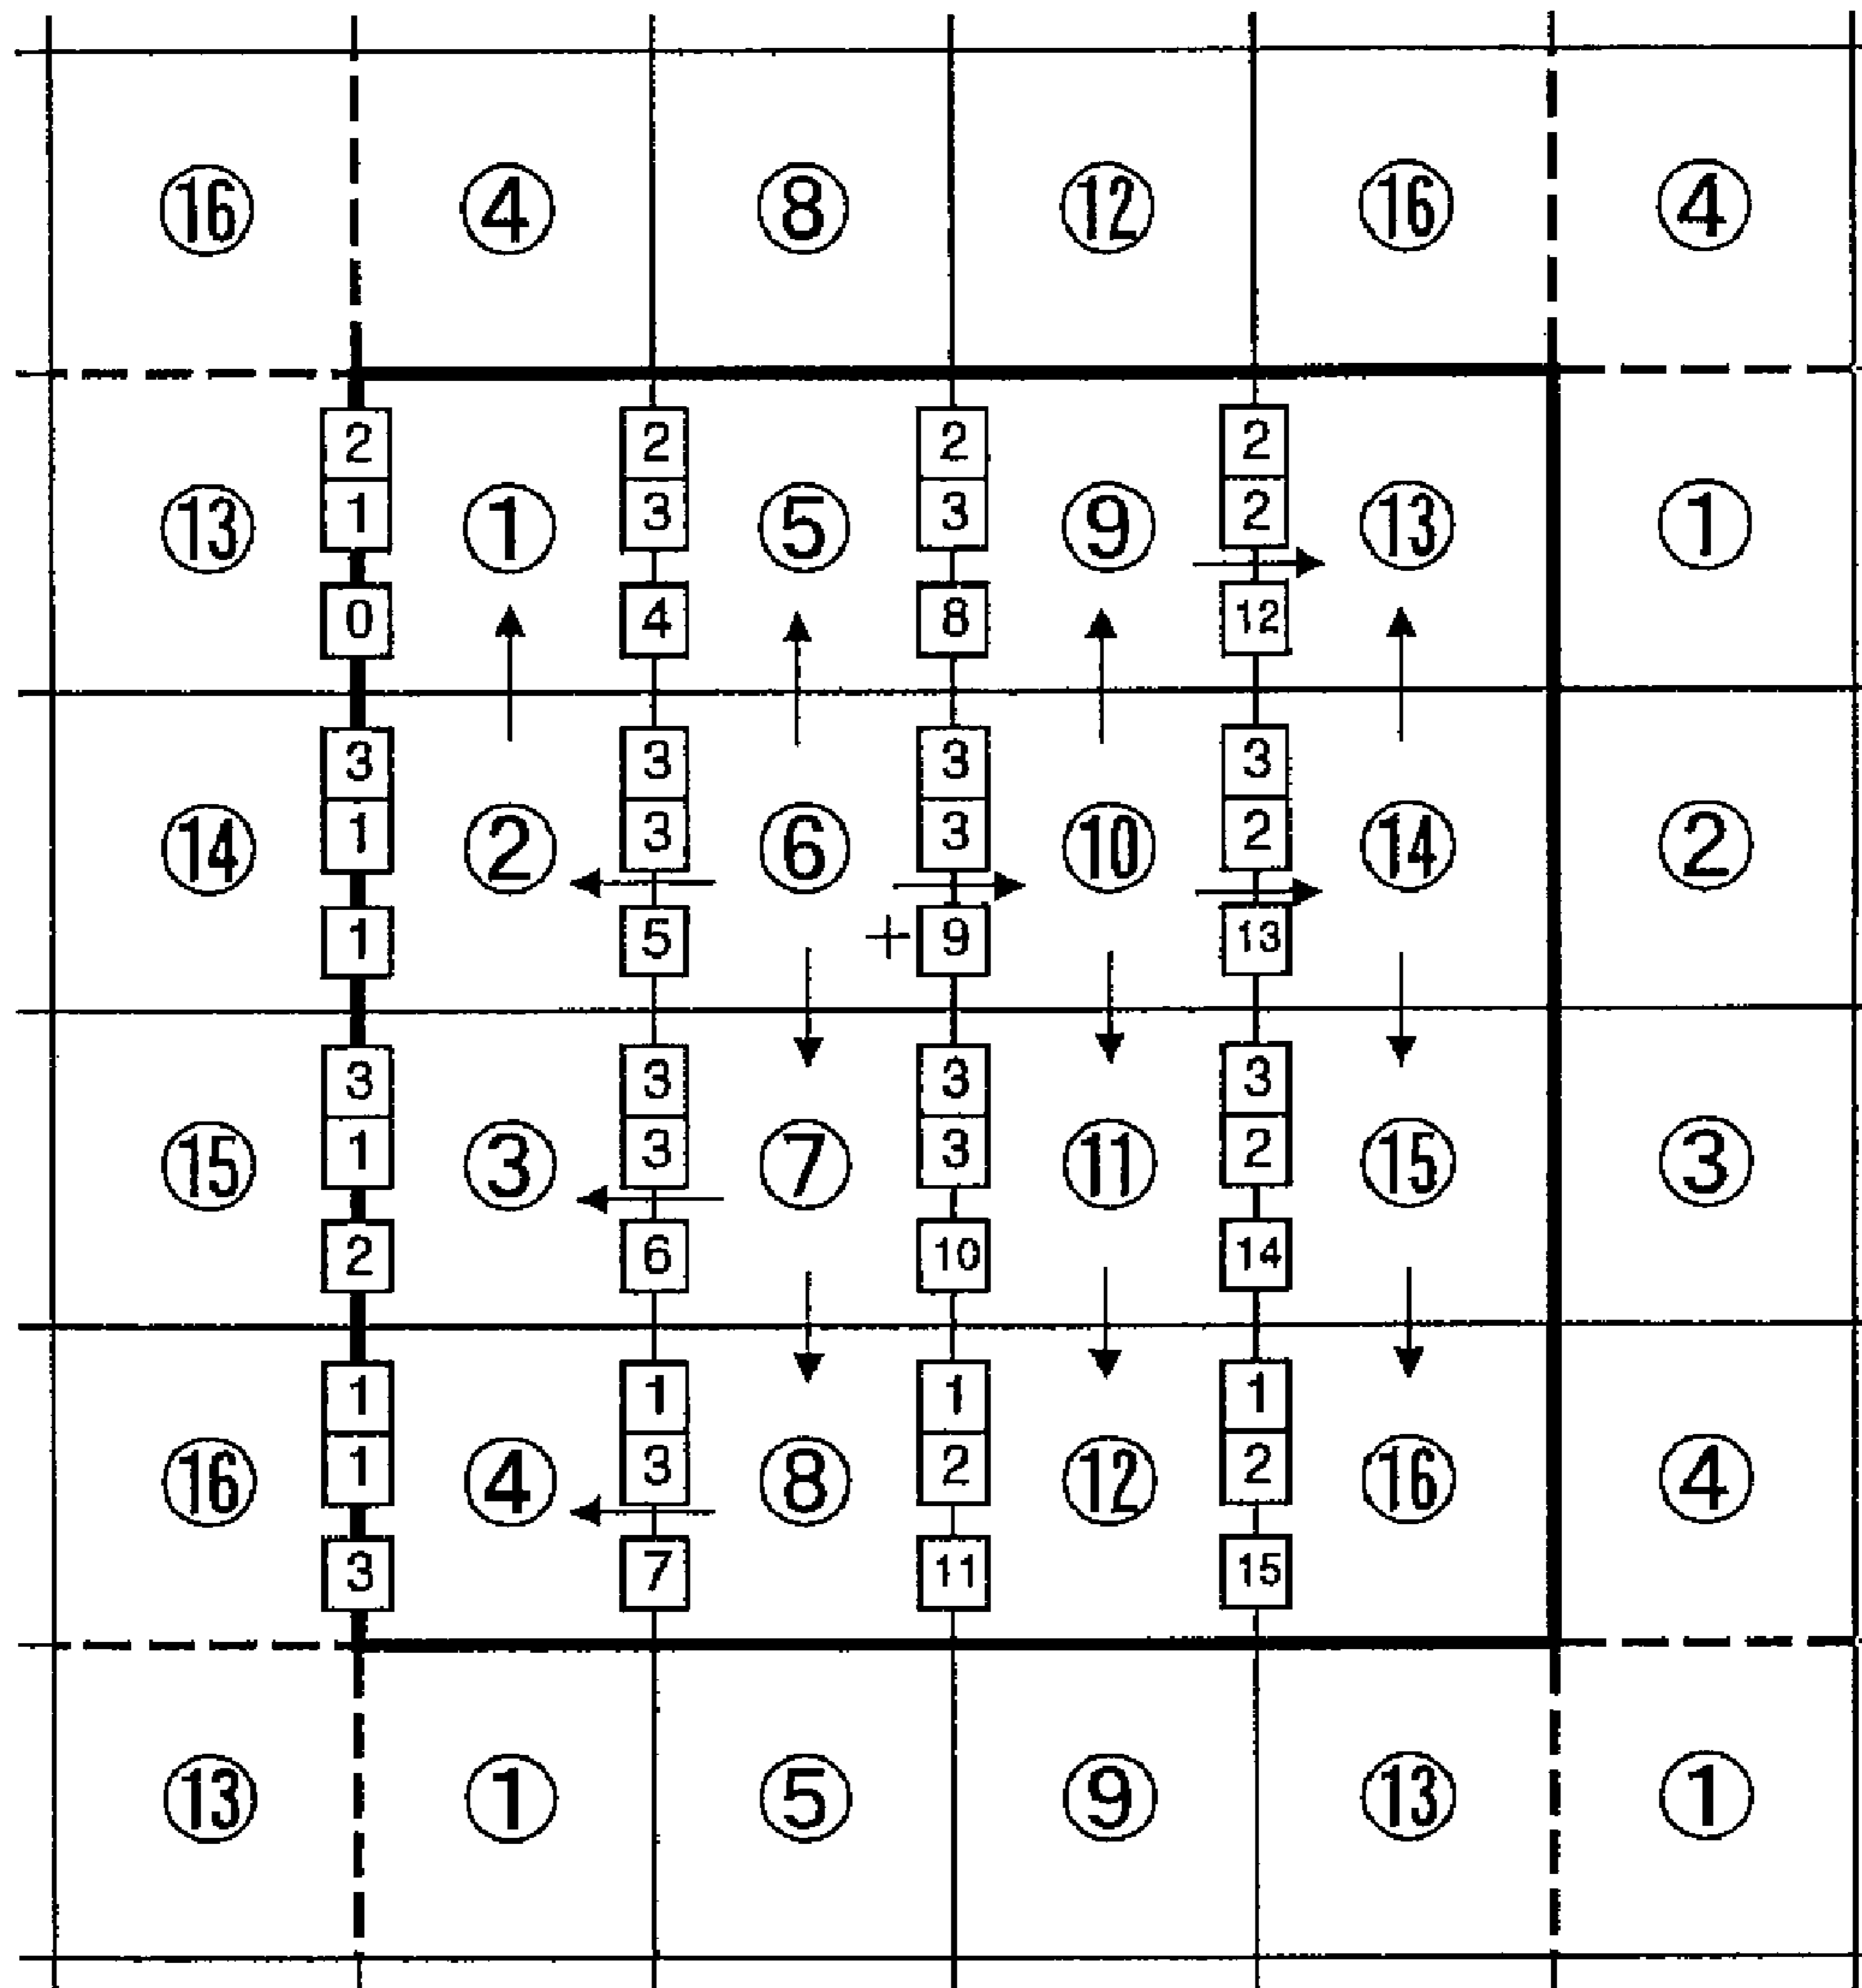 ⑯ ④ ⑧ ⑫ ⑯ ④
2 2 2 2
⑬ 1 ① 3 ⑤ 3 ⑨ 2 ⑬ ①
0 4 8 12
3 3 3 3
⑭ 1 ② 3 ⑥ 3 ⑩ 2 ⑭ ②
1 5 + 9 13
3 3 3 3
⑮ 1 ③ 3 ⑦ 3 ⑪ 2 ⑮ ③
2 6 10 14
1 1 1 1
⑯ 1 ④ 3 ⑧ 2 ⑫ 2 ⑯ ④
3 7 11 15
⑬ ① ⑤ ⑨ ⑬ ①